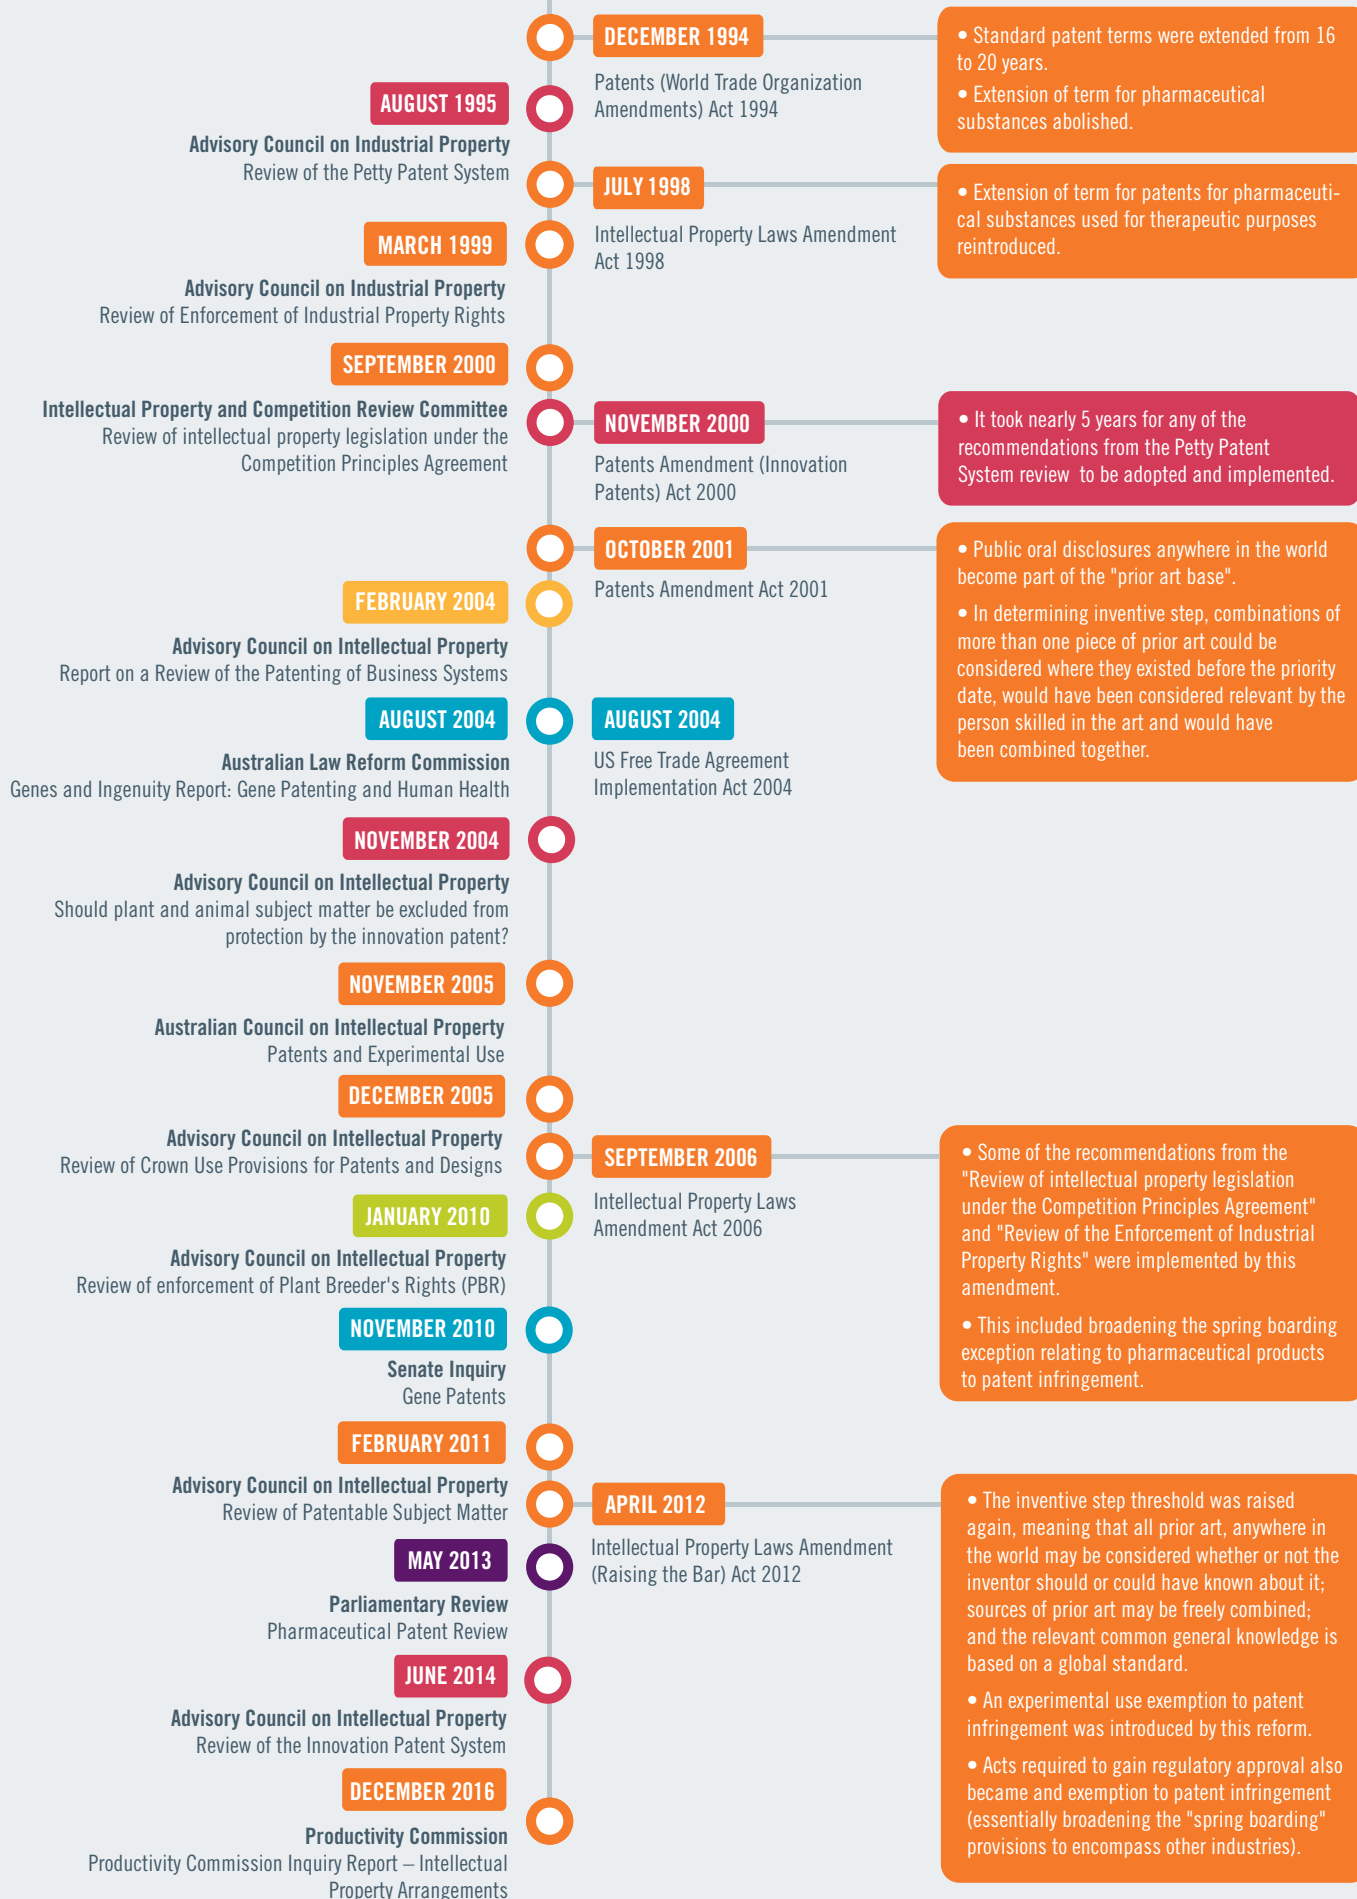 DECEMBER 1994
Patents (World Trade Organization
Amendments) Act 1994
• Standard patent terms were extended from 16
to 20 years.
• Extension of term for pharmaceutical
substances abolished.
AUGUST 1995
Advisory Council on Industrial Property
Review of the Petty Patent System
JULY 1998
Intellectual Property Laws Amendment
Act 1998
• Extension of term for patents for pharmaceuti-
cal substances used for therapeutic purposes
reintroduced.
MARCH 1999
Advisory Council on Industrial Property
Review of Enforcement of Industrial Property Rights
SEPTEMBER 2000
Intellectual Property and Competition Review Committee
Review of intellectual property legislation under the
Competition Principles Agreement
NOVEMBER 2000
Patents Amendment (Innovation
Patents) Act 2000
• It took nearly 5 years for any of the
recommendations from the Petty Patent
System review to be adopted and implemented.
OCTOBER 2001
Patents Amendment Act 2001
• Public oral disclosures anywhere in the world
become part of the "prior art base".
• In determining inventive step, combinations of
more than one piece of prior art could be
considered where they existed before the priority
date, would have been considered relevant by the
person skilled in the art and would have
been combined together.
FEBRUARY 2004
Advisory Council on Intellectual Property
Report on a Review of the Patenting of Business Systems
AUGUST 2004
Australian Law Reform Commission
Genes and Ingenuity Report: Gene Patenting and Human Health
AUGUST 2004
US Free Trade Agreement
Implementation Act 2004
NOVEMBER 2004
Advisory Council on Intellectual Property
Should plant and animal subject matter be excluded from
protection by the innovation patent?
NOVEMBER 2005
Australian Council on Intellectual Property
Patents and Experimental Use
DECEMBER 2005
Advisory Council on Intellectual Property
Review of Crown Use Provisions for Patents and Designs
SEPTEMBER 2006
Intellectual Property Laws
Amendment Act 2006
• Some of the recommendations from the
"Review of intellectual property legislation
under the Competition Principles Agreement"
and "Review of the Enforcement of Industrial
Property Rights" were implemented by this
amendment.
• This included broadening the spring boarding
exception relating to pharmaceutical products
to patent infringement.
JANUARY 2010
Advisory Council on Intellectual Property
Review of enforcement of Plant Breeder's Rights (PBR)
NOVEMBER 2010
Senate Inquiry
Gene Patents
FEBRUARY 2011
Advisory Council on Intellectual Property
Review of Patentable Subject Matter
APRIL 2012
Intellectual Property Laws Amendment
(Raising the Bar) Act 2012
• The inventive step threshold was raised
again, meaning that all prior art, anywhere in
the world may be considered whether or not the
inventor should or could have known about it;
sources of prior art may be freely combined;
and the relevant common general knowledge is
based on a global standard.
• An experimental use exemption to patent
infringement was introduced by this reform.
• Acts required to gain regulatory approval also
became and exemption to patent infringement
(essentially broadening the "spring boarding"
provisions to encompass other industries).
MAY 2013
Parliamentary Review
Pharmaceutical Patent Review
JUNE 2014
Advisory Council on Intellectual Property
Review of the Innovation Patent System
DECEMBER 2016
Productivity Commission
Productivity Commission Inquiry Report – Intellectual
Property Arrangements